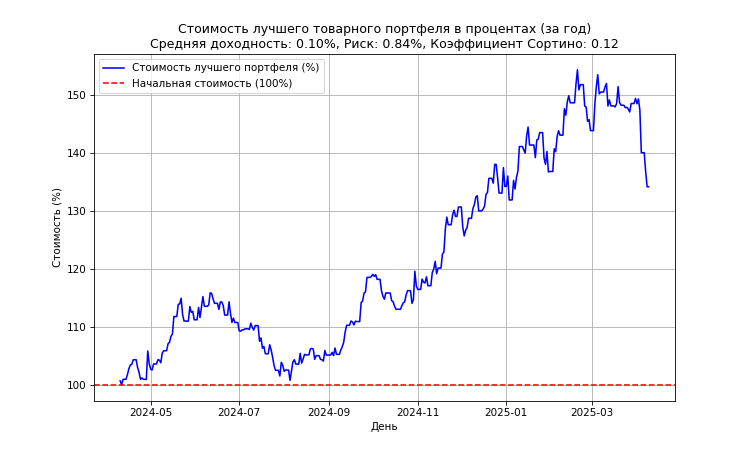 Стоимость лучшего товарного портфеля в процентах (за год)
Средняя доходность: 0.10%, Риск: 0.84%, Коэффициент Сортино: 0.12
Стоимость лучшего портфеля (%)
Начальная стоимость (100%)
Стоимость (%)
150
140
130
120
110
100
2024-05
2024-07
2024-09
2024-11
2025-01
2025-03
День